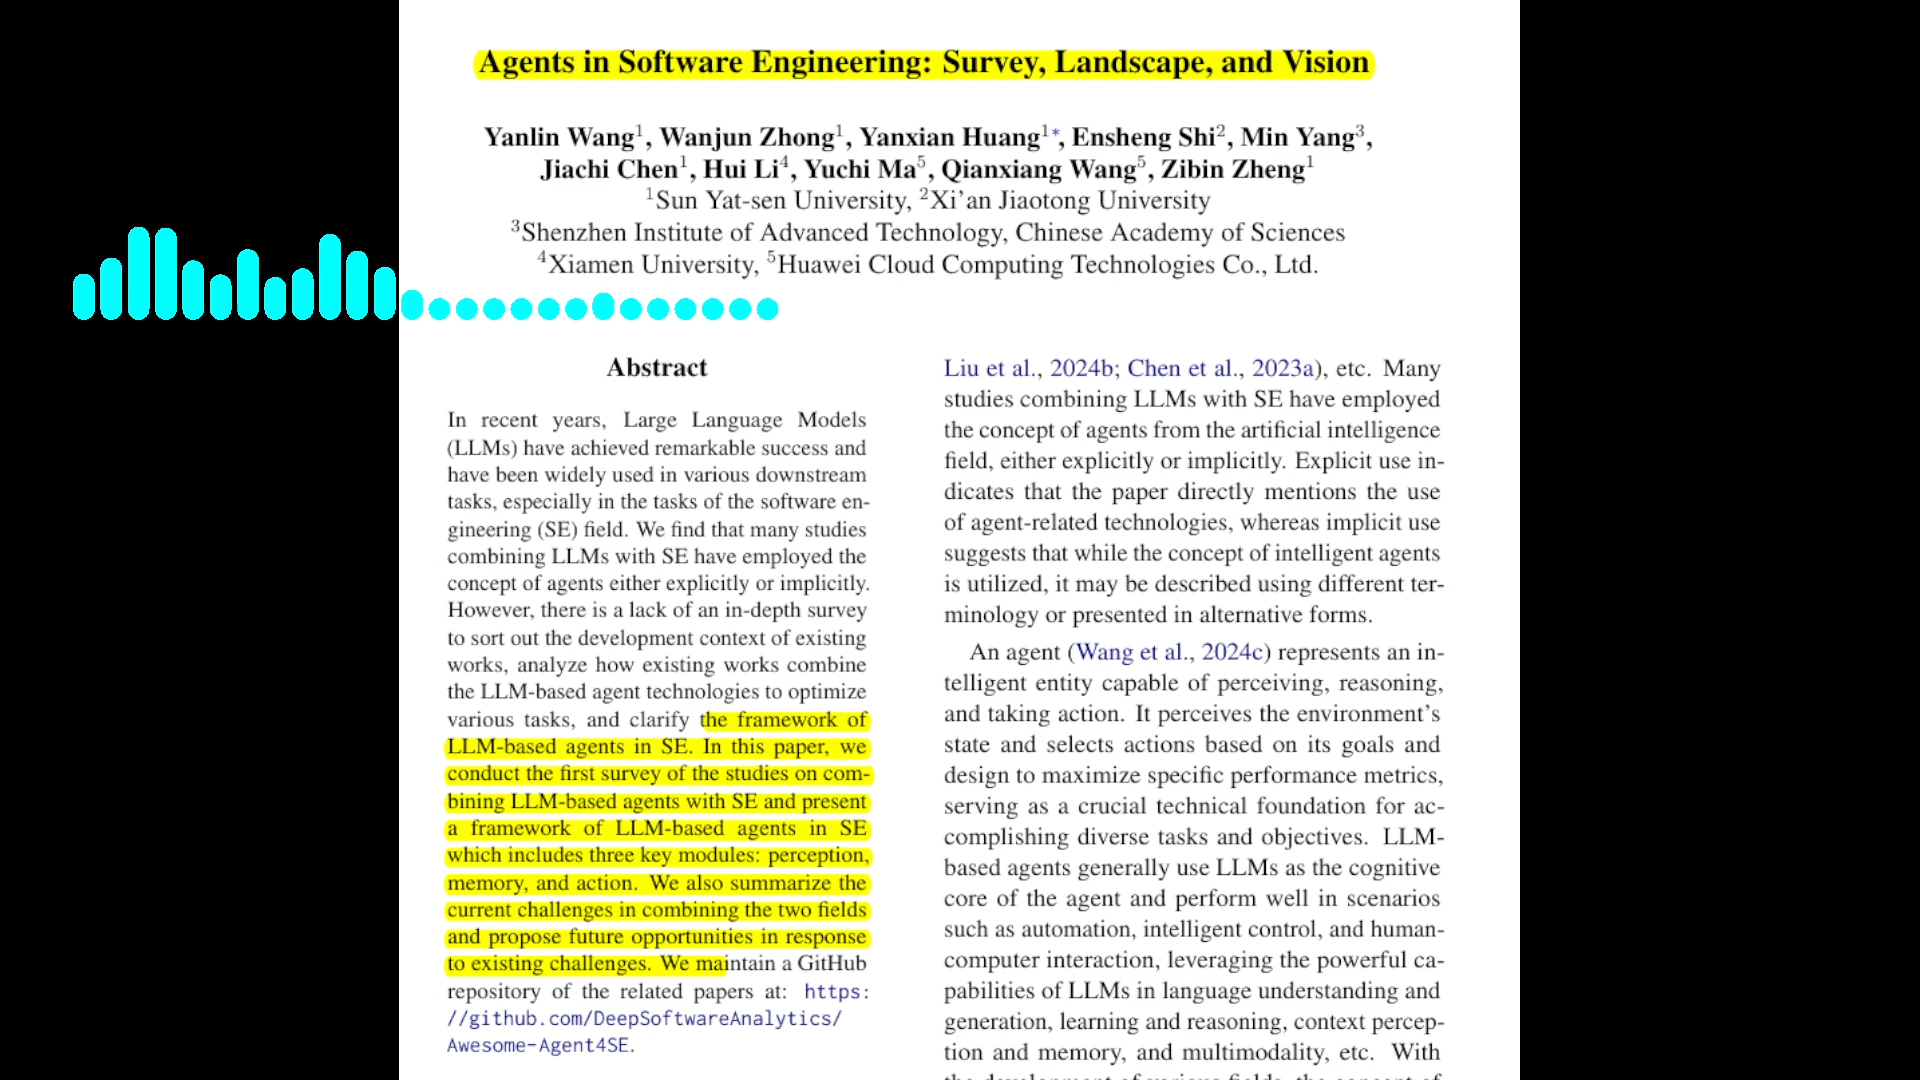 Agents in Software Engineering: Survey, Landscape, and Vision
Yanlin Wang1, Wanjun Zhong1, Yanxian Huang1*, Ensheng Shi2, Min Yang3,
Jiachi Chen1, Hui Li4, Yuchi Ma5, Qianxiang Wang5, Zibin Zheng1
1Sun Yat-sen University, 2Xi'an Jiaotong University
3Shenzhen Institute of Advanced Technology, Chinese Academy of Sciences
4Xiamen University, 5Huawei Cloud Computing Technologies Co., Ltd.
Abstract
In recent years, Large Language Models
(LLMs) have achieved remarkable success and
have been widely used in various downstream
tasks, especially in the tasks of the software en-
gineering (SE) field. We find that many studies
combining LLMs with SE have employed the
concept of agents either explicitly or implicitly.
However, there is a lack of an in-depth survey
to sort out the development context of existing
works, analyze how existing works combine
the LLM-based agent technologies to optimize
various tasks, and clarify the framework of
LLM-based agents in SE. In this paper, we
conduct the first survey of the studies on com-
bining LLM-based agents with SE and present
a framework of LLM-based agents in SE
which includes three key modules: perception,
memory, and action. We also summarize the
current challenges in combining the two fields
and propose future opportunities in response
to existing challenges. We maintain a GitHub
repository of the related papers at: https:
//github.com/DeepSoftwareAnalytics/
Awesome-Agent4SE.
Liu et al., 2024b; Chen et al., 2023a), etc. Many
studies combining LLMs with SE have employed
the concept of agents from the artificial intelligence
field, either explicitly or implicitly. Explicit use in-
dicates that the paper directly mentions the use
of agent-related technologies, whereas implicit use
suggests that while the concept of intelligent agents
is utilized, it may be described using different ter-
minology or presented in alternative forms.
An agent (Wang et al., 2024c) represents an in-
telligent entity capable of perceiving, reasoning,
and taking action. It perceives the environment's
state and selects actions based on its goals and
design to maximize specific performance metrics,
serving as a crucial technical foundation for ac-
complishing diverse tasks and objectives. LLM-
based agents generally use LLMs as the cognitive
core of the agent and perform well in scenarios
such as automation, intelligent control, and human-
computer interaction, leveraging the powerful ca-
pabilities of LLMs in language understanding and
generation, learning and reasoning, context percep-
tion and memory, and multimodality, etc. With